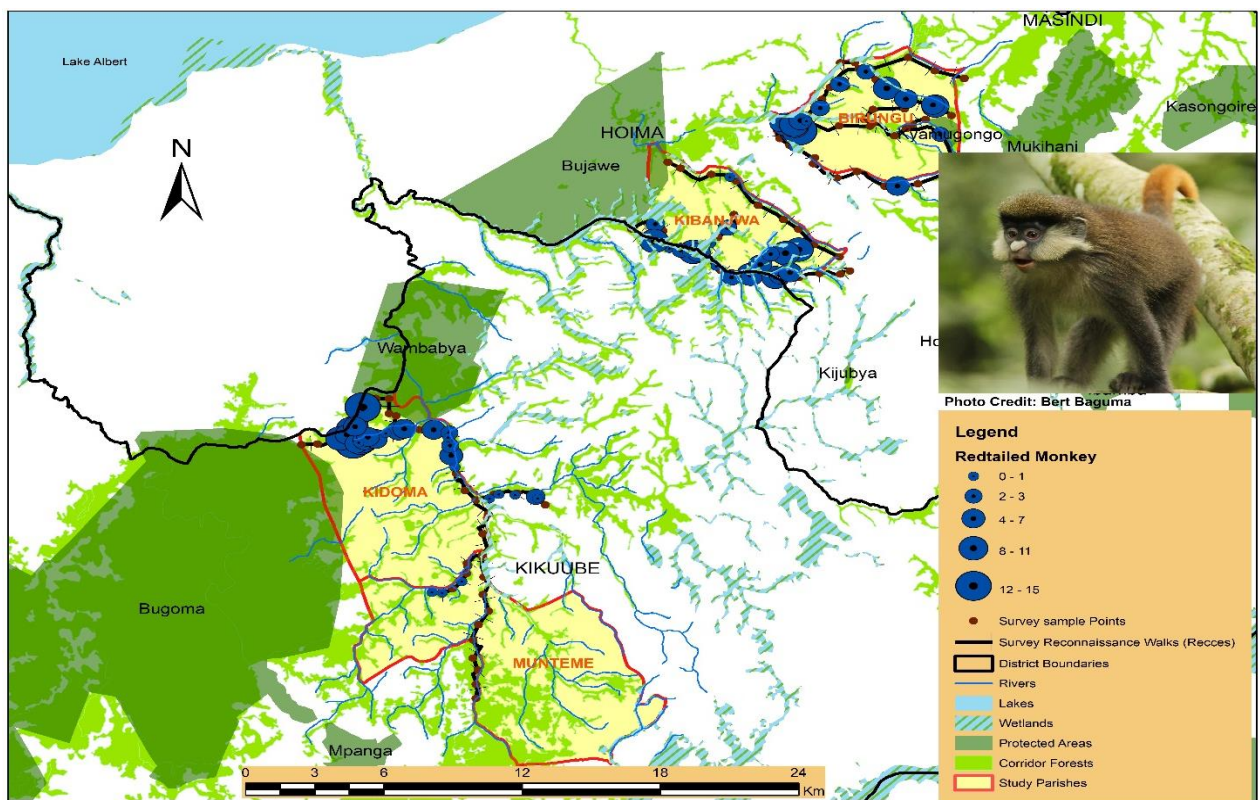 MASINDI
Lake Albert
Kasongoire
BIRUNGU
Kyamugongo
N
HOIMA
Mukihani
Bujawe
KIBANJWA
Wambabya
Kijubya
Photo Credit: Bert Baguma
Legend
Redtailed Monkey
0 - 1
2 - 3
4 - 7
8 - 11
12 - 15
Survey sample Points
Survey Reconnaissance Walks (Recces)
District Boundaries
Rivers
Lakes
Wetlands
Protected Areas
Corridor Forests
Study Parishes
KIDOMA
KIKUUBE
Bugoma
MUNTEME
Mpanga
0 3 6 12 18 24
Km